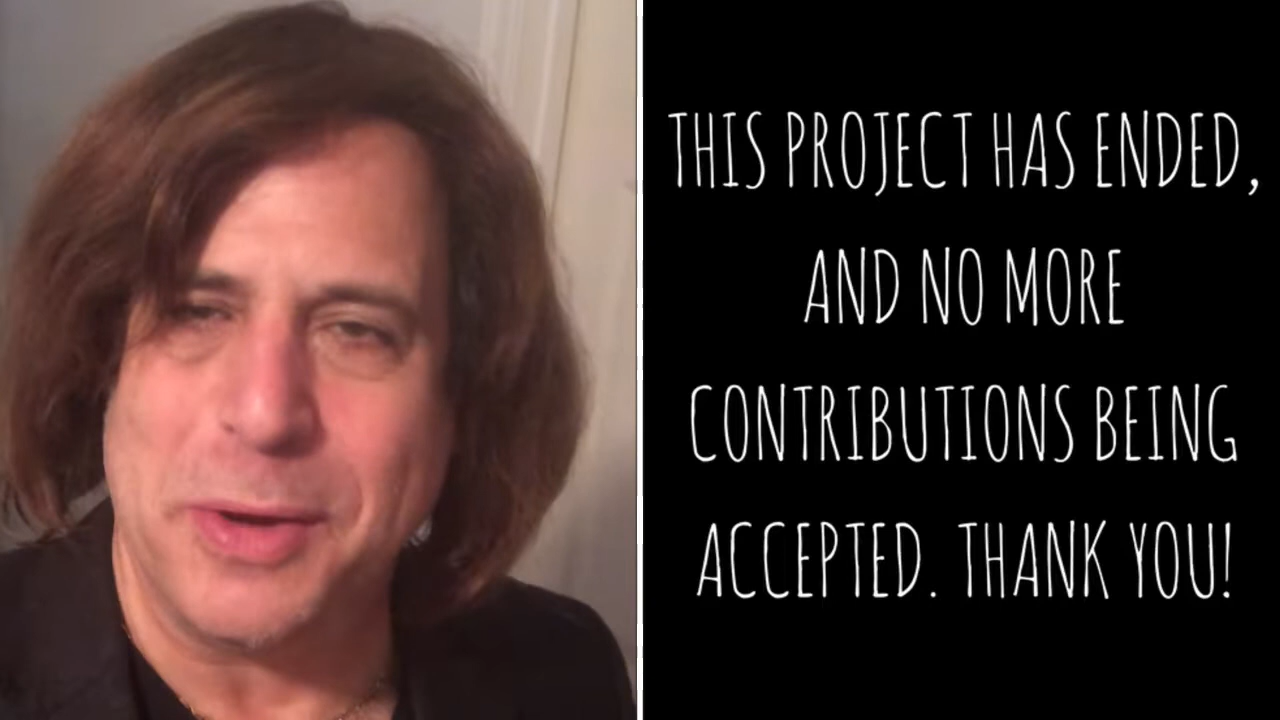 THIS PROJECT HAS ENDED,
AND NO MORE
CONTRIBUTIONS BEING
ACCEPTED. THANK YOU!